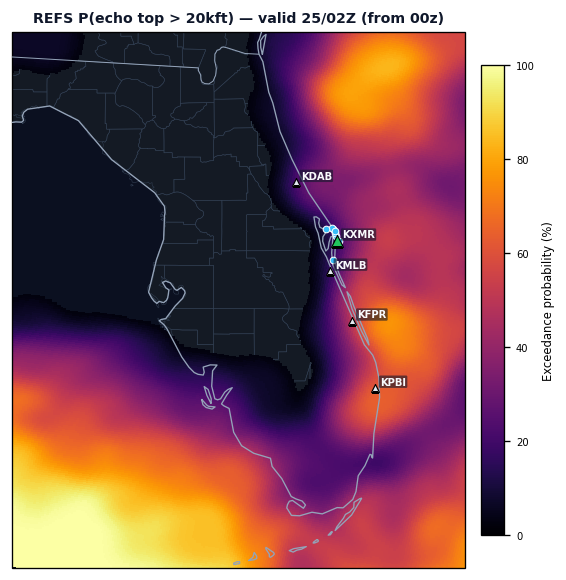 REFS P(echo top > 20kft) — valid 25/02Z (from 00z)
KDAB
KXMR
KMLB
KFPR
KPBI
100
80
60
40
20
0
Exceedance probability (%)